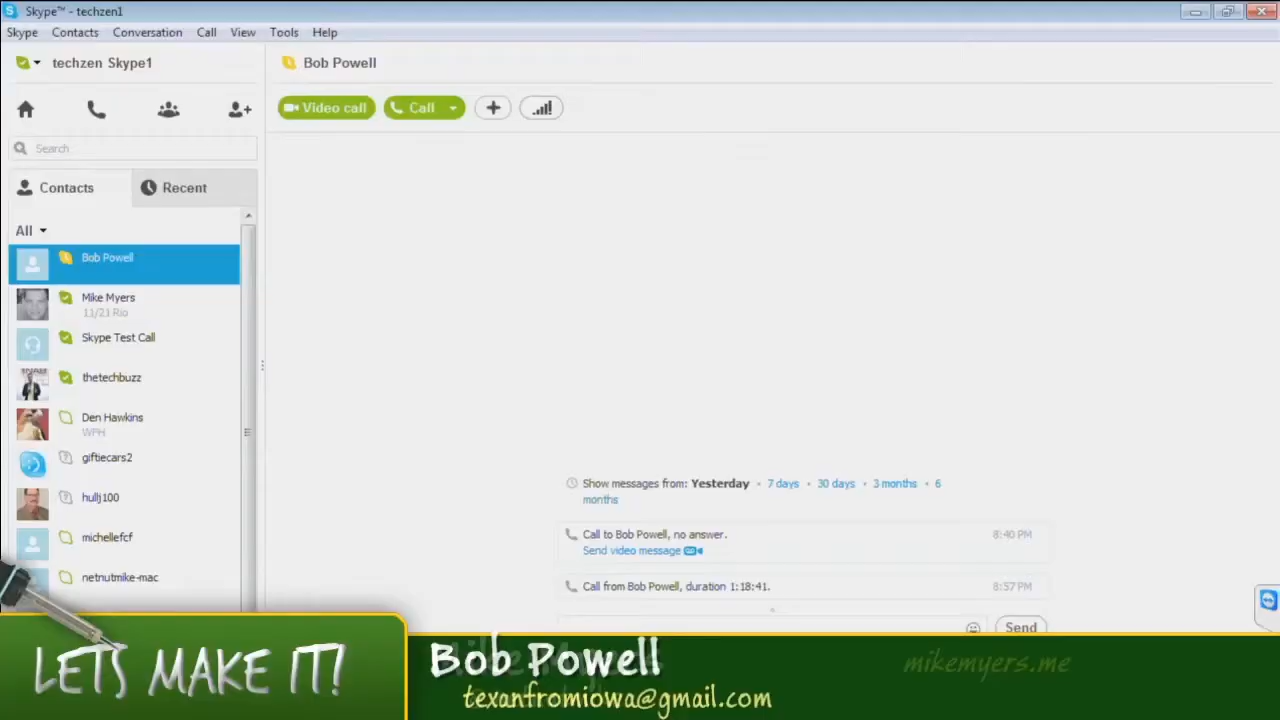 Skype™ - techzen1
Skype Contacts Conversation Call View Tools Help
techzen Skype1
Search
Contacts
Recent
All
Bob Powell
Mike Myers
11/21 Rio
Skype Test Call
thetechbuzz
Den Hawkins
WPH
giftiecars2
hullj100
michellefcf
netnutmike-mac
Bob Powell
Video call
Call
Show messages from: Yesterday • 7 days • 30 days • 3 months • 6
months
Call to Bob Powell, no answer. 8:40 PM
Send video message
Call from Bob Powell, duration 1:18:41. 8:57 PM
Send
LETS MAKE IT!
Bob Powell
texanfromiowa@gmail.com
mikemyers.me